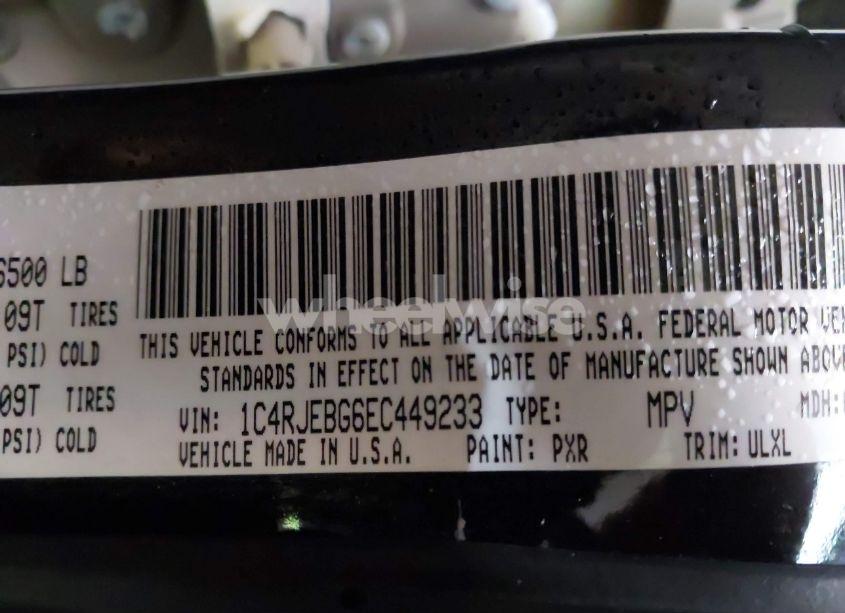 6500 LB
09T TIRES
PSI) COLD
09T TIRES
PSI) COLD
wheelwise
THIS VEHICLE CONFORMS TO ALL APPLICABLE U.S.A. FEDERAL MOTOR VEH
STANDARDS IN EFFECT ON THE DATE OF MANUFACTURE SHOWN ABOVE
VIN: 1C4RJEBG6EC449233 TYPE: MPV MDH:
VEHICLE MADE IN U.S.A. PAINT: PXR TRIM: ULXL